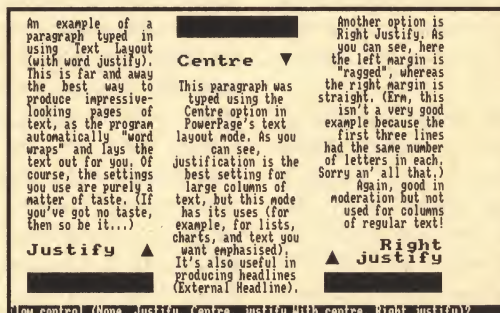 An example of a
paragraph typed in
using Text Layout
(with word justify).
This is far and away
the best way to
produce impressive-
looking pages of
text, as the program
automatically "word
wraps" and lays the
text out for you. Of
course, the settings
you use are purely a
matter of taste. (If
you've got no taste,
then so be it...)
Justify ▲
Centre ▼
This paragraph was
typed using the
Centre option in
PowerPage's text
layout mode. As you
can see,
justification is the
best setting for
large columns of
text, but this mode
has its uses (for
example, for lists,
charts, and text you
want emphasised).
It's also useful in
producing headlines
(External Headline).
Another option is
Right Justify. As
you can see, here
the left margin is
"ragged", whereas
the right margin is
straight. (Erm, this
isn't a very good
example because the
first three lines
had the same number
of letters in each.
Sorry an' all that.)
Again, good in
moderation but not
used for columns
of regular text!
Right
▲ justify
low control (None, Justify, Centre, justify With centre, Right justify)?